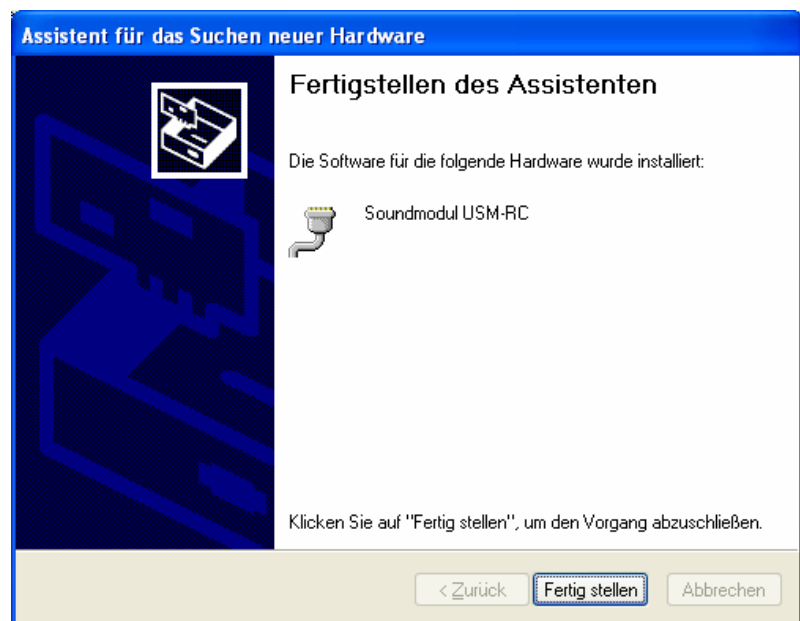 Assistent für das Suchen neuer Hardware
Fertigstellen des Assistenten
Die Software für die folgende Hardware wurde installiert:
Soundmodul USM-RC
Klicken Sie auf "Fertig stellen", um den Vorgang abzuschließen.
< Zurück Fertig stellen Abbrechen